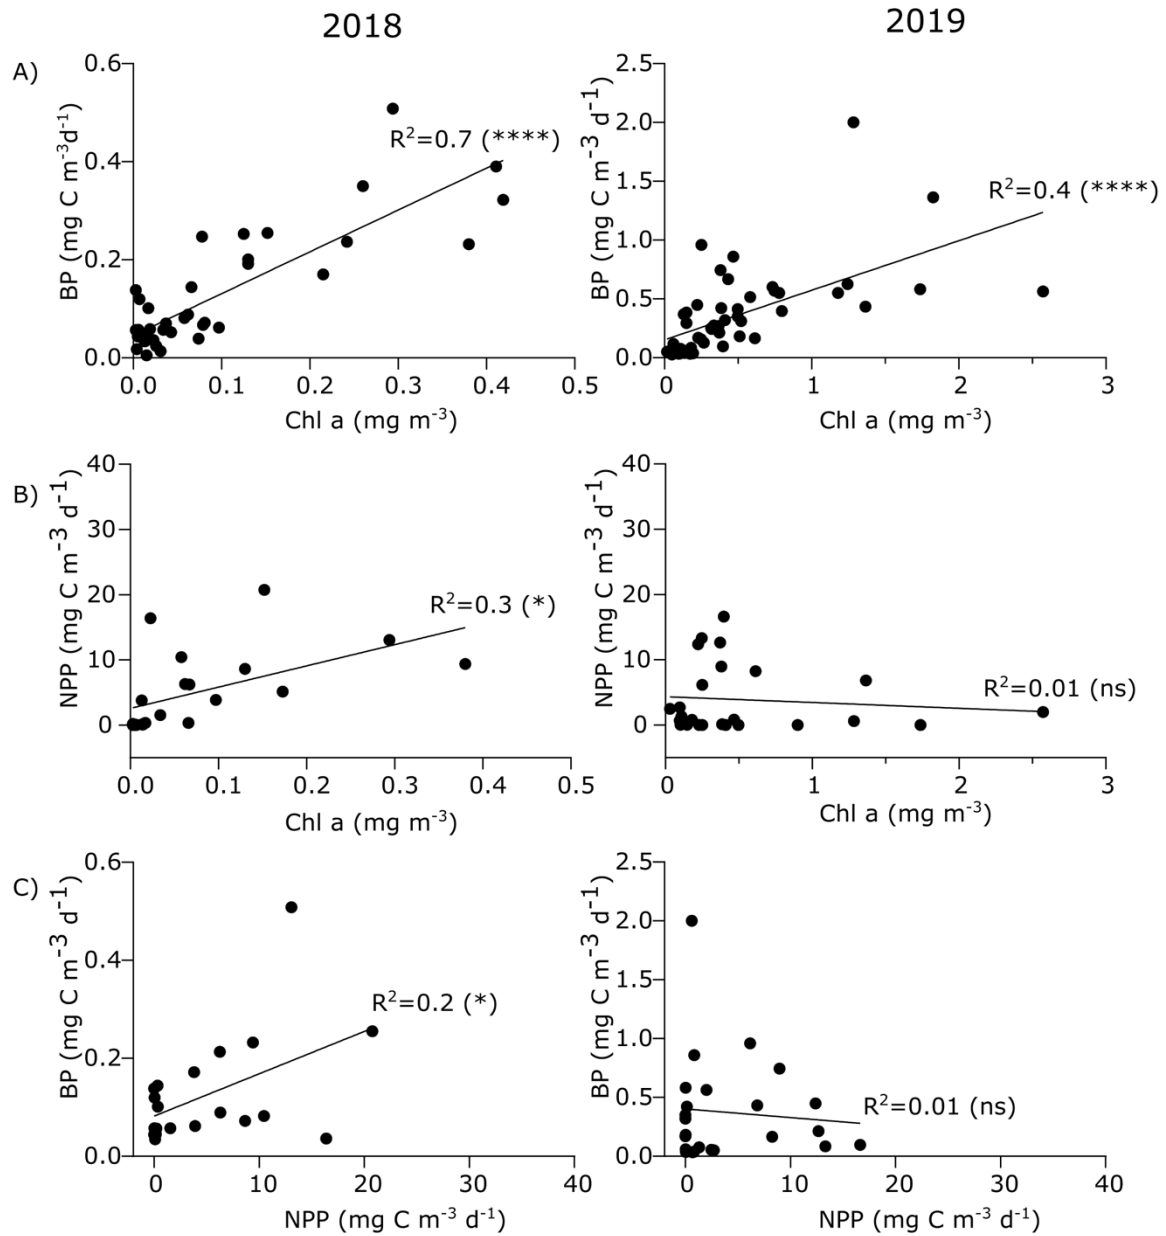 2018
2019
A)
BP (mg C m⁻³d⁻¹)
0.6
0.4
0.2
0.0
R²=0.7 (****)
0.0 0.1 0.2 0.3 0.4 0.5
Chl a (mg m⁻³)
BP (mg C m⁻³ d⁻¹)
2.5
2.0
1.5
1.0
0.5
0.0
R²=0.4 (****)
0 1 2 3
Chl a (mg m⁻³)
B)
NPP (mg C m⁻³ d⁻¹)
40
30
20
10
0
R²=0.3 (*)
0.0 0.1 0.2 0.3 0.4 0.5
Chl a (mg m⁻³)
NPP (mg C m⁻³ d⁻¹)
40
30
20
10
0
R²=0.01 (ns)
0 1 2 3
Chl a (mg m⁻³)
C)
BP (mg C m⁻³ d⁻¹)
0.6
0.4
0.2
0.0
R²=0.2 (*)
0 10 20 30 40
NPP (mg C m⁻³ d⁻¹)
BP (mg C m⁻³ d⁻¹)
2.5
2.0
1.5
1.0
0.5
0.0
R²=0.01 (ns)
0 10 20 30 40
NPP (mg C m⁻³ d⁻¹)